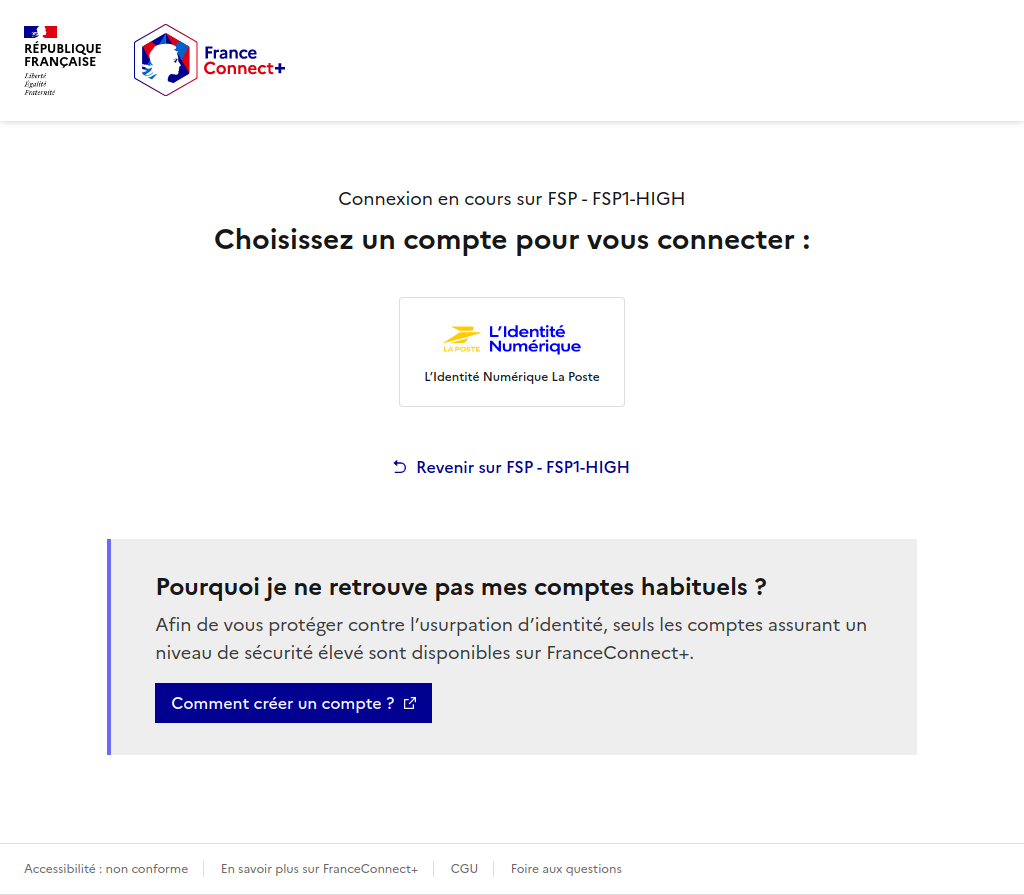 RÉPUBLIQUE
FRANÇAISE
Liberté
Égalité
Fraternité
France
Connect+
Connexion en cours sur FSP - FSP1-HIGH
Choisissez un compte pour vous connecter :
LA POSTE
L'Identité
Numérique
L'Identité Numérique La Poste
Revenir sur FSP - FSP1-HIGH
Pourquoi je ne retrouve pas mes comptes habituels ?
Afin de vous protéger contre l'usurpation d'identité, seuls les comptes assurant un
niveau de sécurité élevé sont disponibles sur FranceConnect+.
Comment créer un compte ?
Accessibilité : non conforme
En savoir plus sur FranceConnect+
CGU
Foire aux questions